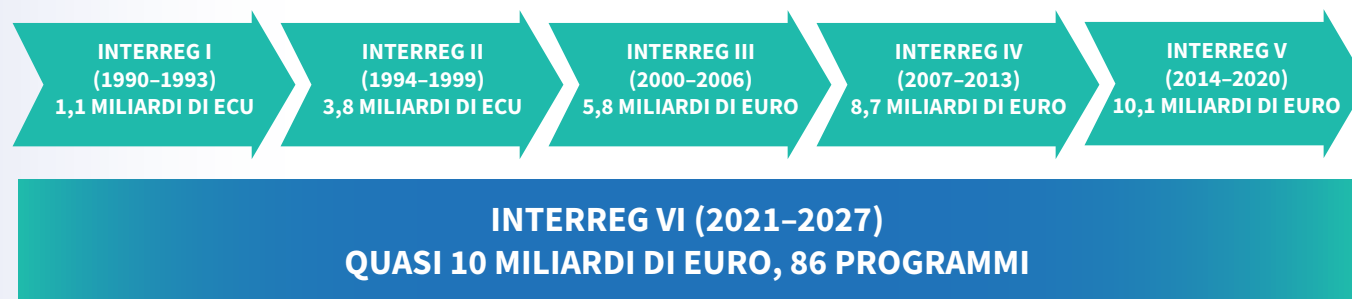 INTERREG I
(1990–1993)
1,1 MILIARDI DI ECU
INTERREG II
(1994–1999)
3,8 MILIARDI DI ECU
INTERREG III
(2000–2006)
5,8 MILIARDI DI EURO
INTERREG IV
(2007–2013)
8,7 MILIARDI DI EURO
INTERREG V
(2014–2020)
10,1 MILIARDI DI EURO
INTERREG VI (2021–2027)
QUASI 10 MILIARDI DI EURO, 86 PROGRAMMI